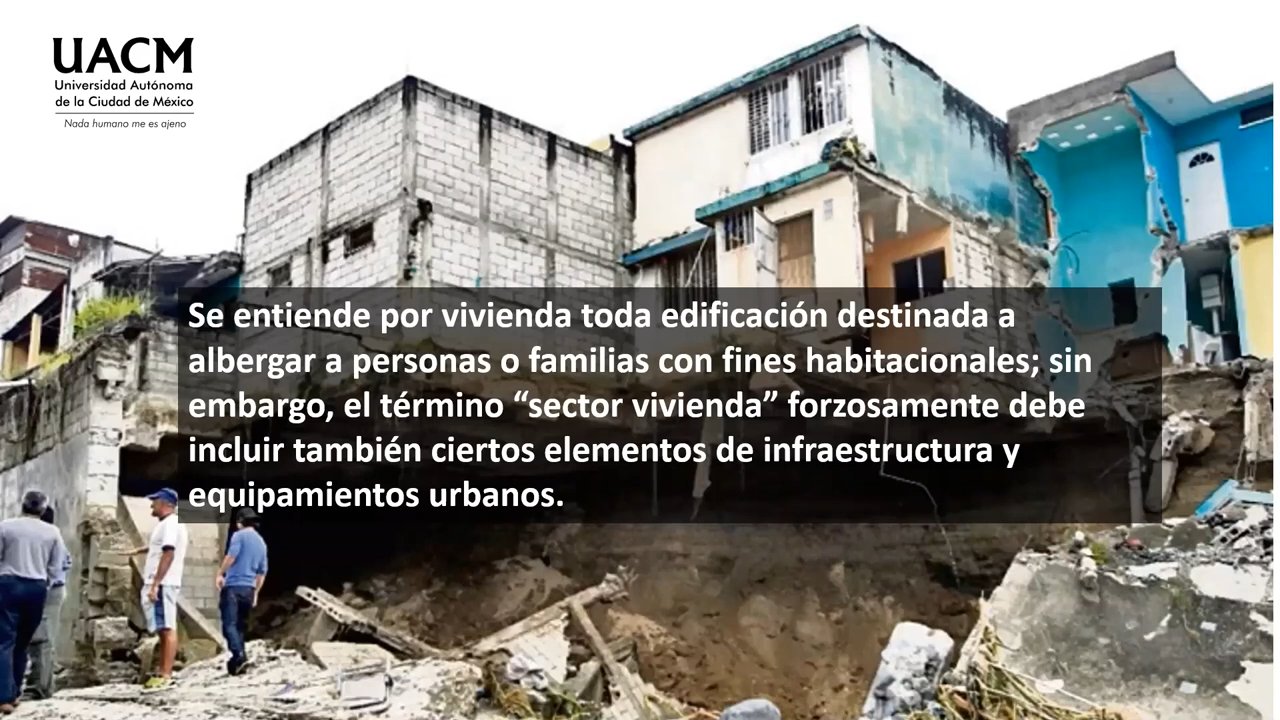 UACM
Universidad Autónoma
de la Ciudad de México
Nada humano me es ajeno
Se entiende por vivienda toda edificación destinada a
albergar a personas o familias con fines habitacionales; sin
embargo, el término “sector vivienda” forzosamente debe
incluir también ciertos elementos de infraestructura y
equipamientos urbanos.